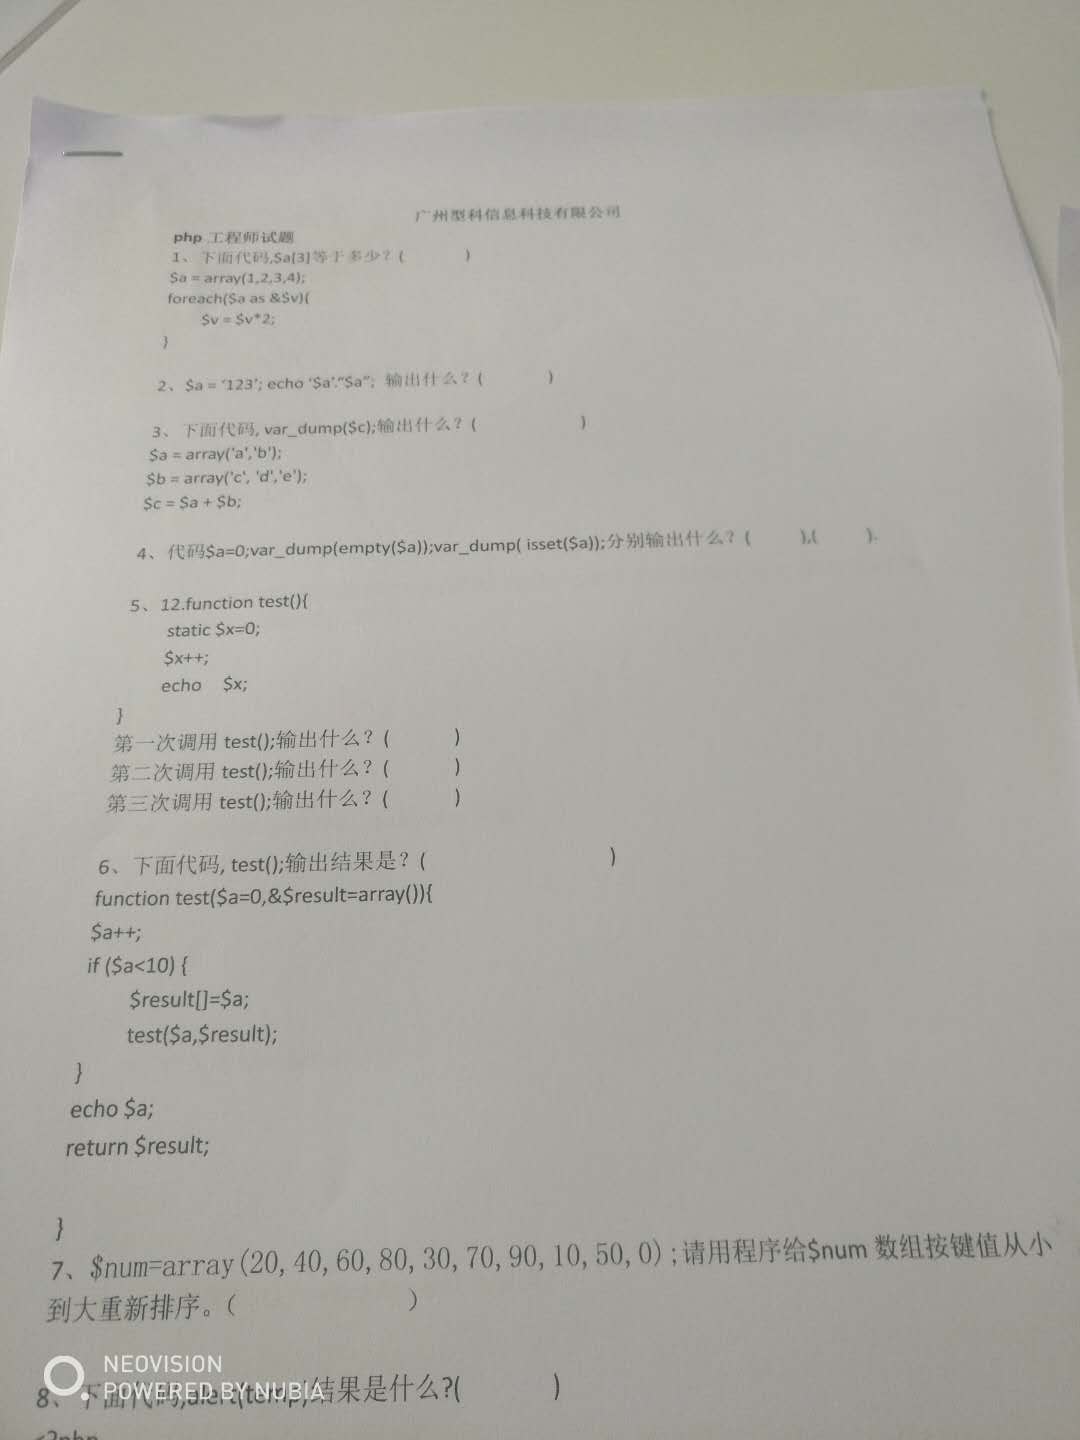 广州型科信息科技有限公司
php 工程师试题
1、 下面代码,$a[3]等于多少？( )
$a = array(1,2,3,4);
foreach($a as &$v){
$v = $v*2;
}
2、 $a = ‘123’; echo ‘$a’.“$a”; 输出什么？( )
3、 下面代码, var_dump($c);输出什么？( )
$a = array('a','b');
$b = array('c', 'd','e');
$c = $a + $b;
4、 代码$a=0;var_dump(empty($a));var_dump( isset($a));分别输出什么？( ),( ).
5、 12.function test(){
static $x=0;
$x++;
echo $x;
}
第一次调用 test();输出什么？( )
第二次调用 test();输出什么？( )
第三次调用 test();输出什么？( )
6、 下面代码, test();输出结果是？( )
function test($a=0,&$result=array()){
$a++;
if ($a<10) {
$result[]=$a;
test($a,$result);
}
echo $a;
return $result;
}
7、 $num=array(20,40,60,80,30,70,90,10,50,0);请用程序给$num 数组按键值从小
到大重新排序。( )
8、 下面代码,alert(temp)结果是什么?( )
<?php
NEOVISION
POWERED BY NUBIA